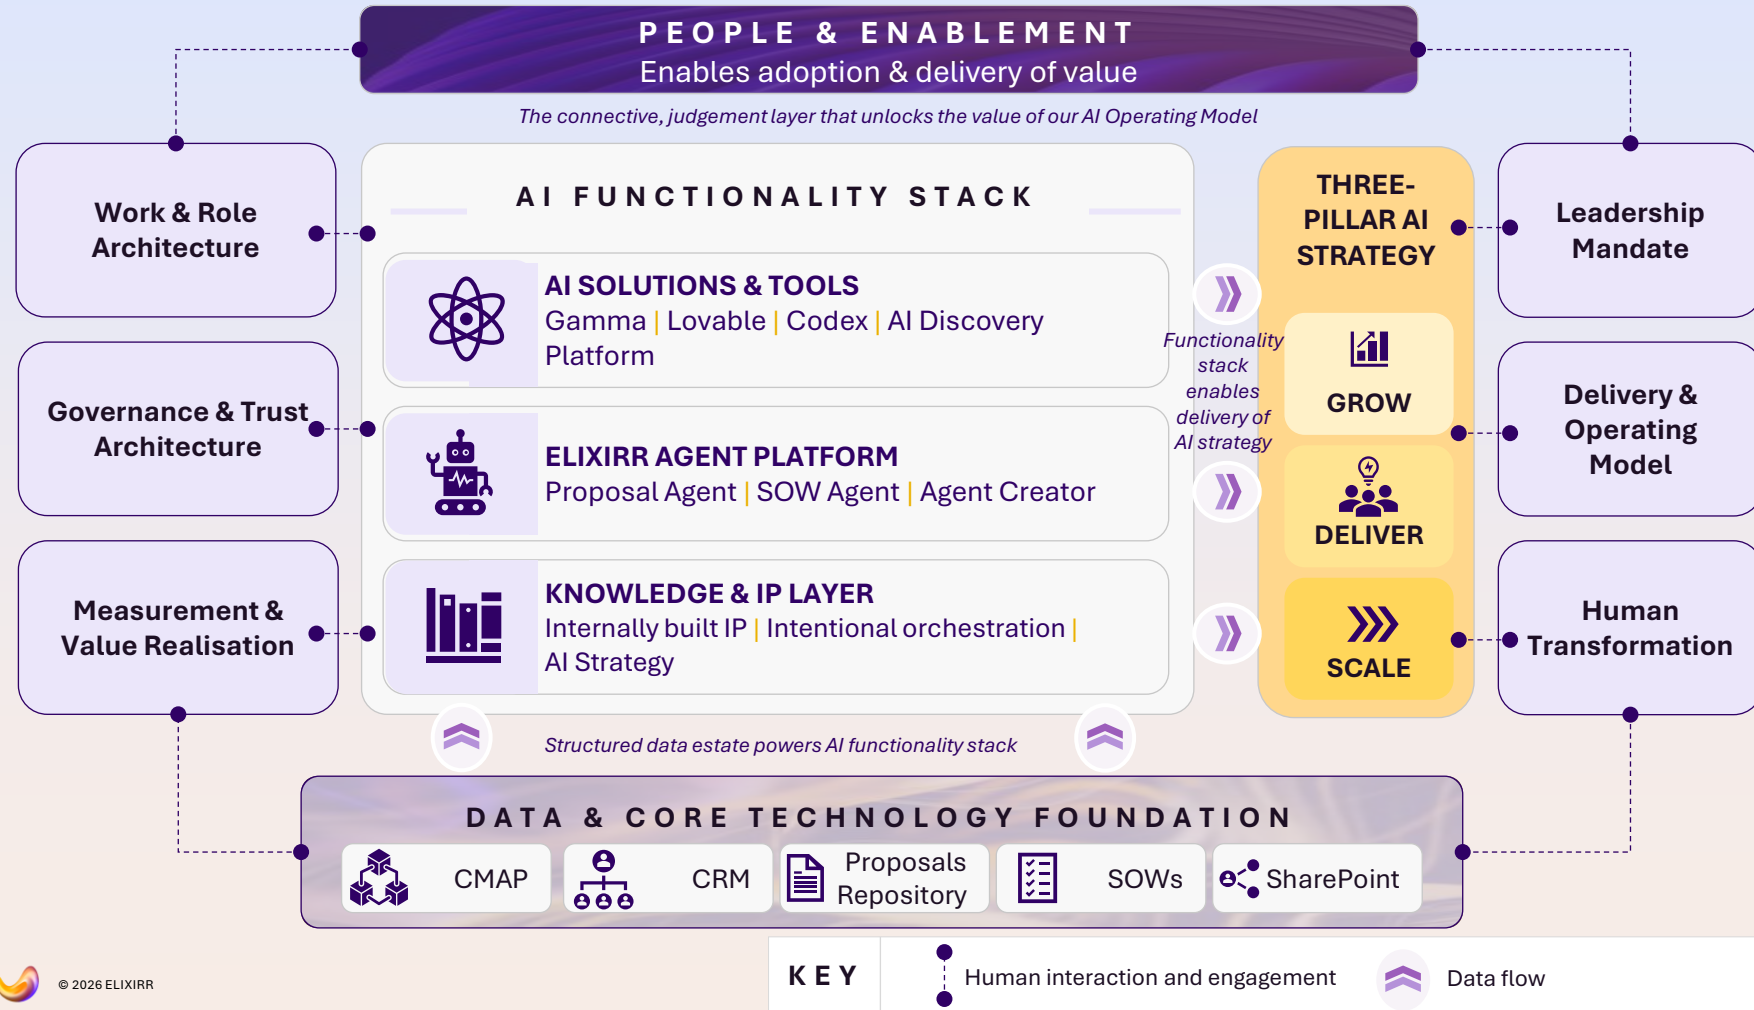 PEOPLE & ENABLEMENT
Enables adoption & delivery of value
The connective, judgement layer that unlocks the value of our AI Operating Model
Work & Role
Architecture
Governance & Trust
Architecture
Measurement &
Value Realisation
AI FUNCTIONALITY STACK
AI SOLUTIONS & TOOLS
Gamma | Lovable | Codex | AI Discovery
Platform
ELIXIRR AGENT PLATFORM
Proposal Agent | SOW Agent | Agent Creator
KNOWLEDGE & IP LAYER
Internally built IP | Intentional orchestration |
AI Strategy
Functionality
stack
enables
delivery of
AI strategy
THREE-
PILLAR AI
STRATEGY
GROW
DELIVER
SCALE
Leadership
Mandate
Delivery &
Operating
Model
Human
Transformation
Structured data estate powers AI functionality stack
DATA & CORE TECHNOLOGY FOUNDATION
CMAP
CRM
Proposals
Repository
SOWs
SharePoint
© 2026 ELIXIRR
KEY
Human interaction and engagement
Data flow